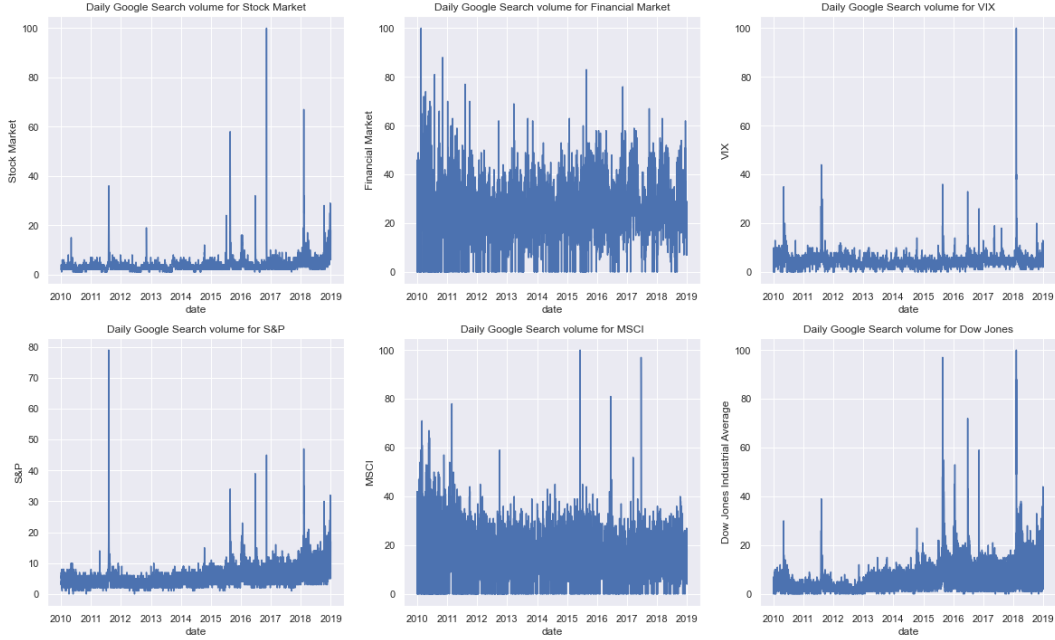 Daily Google Search volume for Stock Market
Stock Market
100
80
60
40
20
0
2010 2011 2012 2013 2014 2015 2016 2017 2018 2019
date
Daily Google Search volume for Financial Market
Financial Market
100
80
60
40
20
0
2010 2011 2012 2013 2014 2015 2016 2017 2018 2019
date
Daily Google Search volume for VIX
VIX
100
80
60
40
20
0
2010 2011 2012 2013 2014 2015 2016 2017 2018 2019
date
Daily Google Search volume for S&P
S&P
80
70
60
50
40
30
20
10
0
2010 2011 2012 2013 2014 2015 2016 2017 2018 2019
date
Daily Google Search volume for MSCI
MSCI
100
80
60
40
20
0
2010 2011 2012 2013 2014 2015 2016 2017 2018 2019
date
Daily Google Search volume for Dow Jones
Dow Jones Industrial Average
100
80
60
40
20
0
2010 2011 2012 2013 2014 2015 2016 2017 2018 2019
date